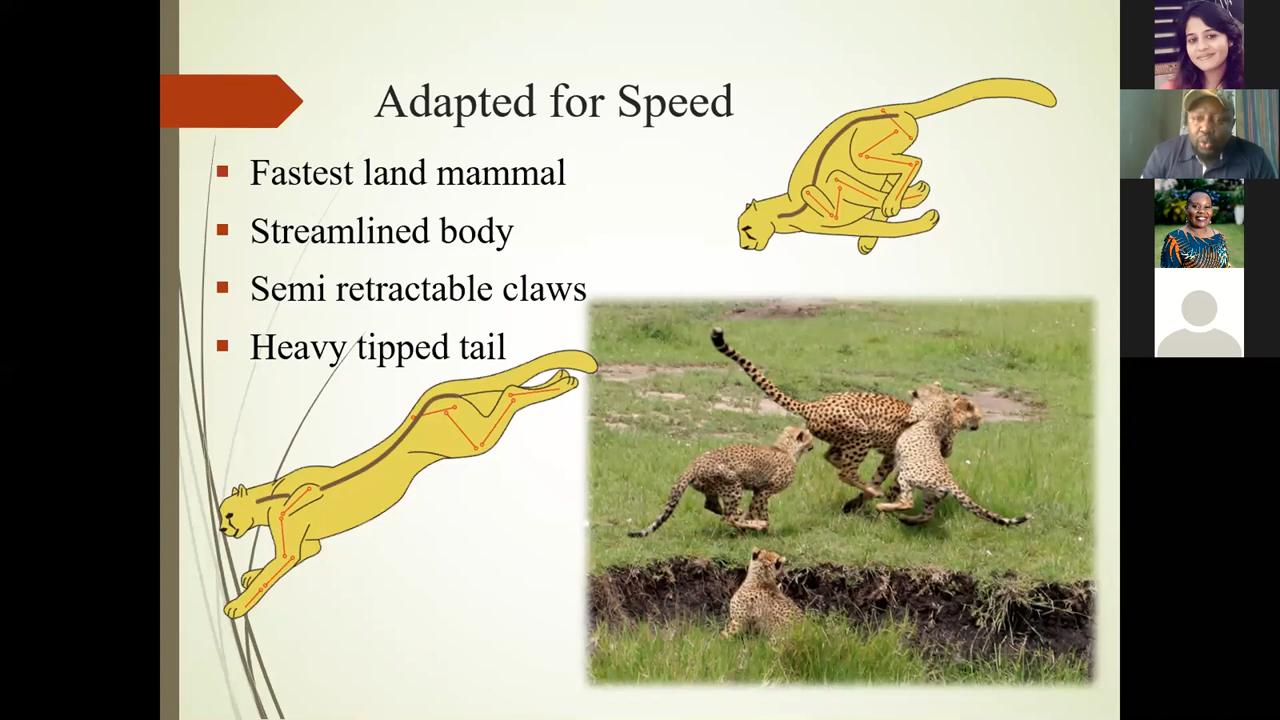 Adapted for Speed
Fastest land mammal
Streamlined body
Semi retractable claws
Heavy tipped tail